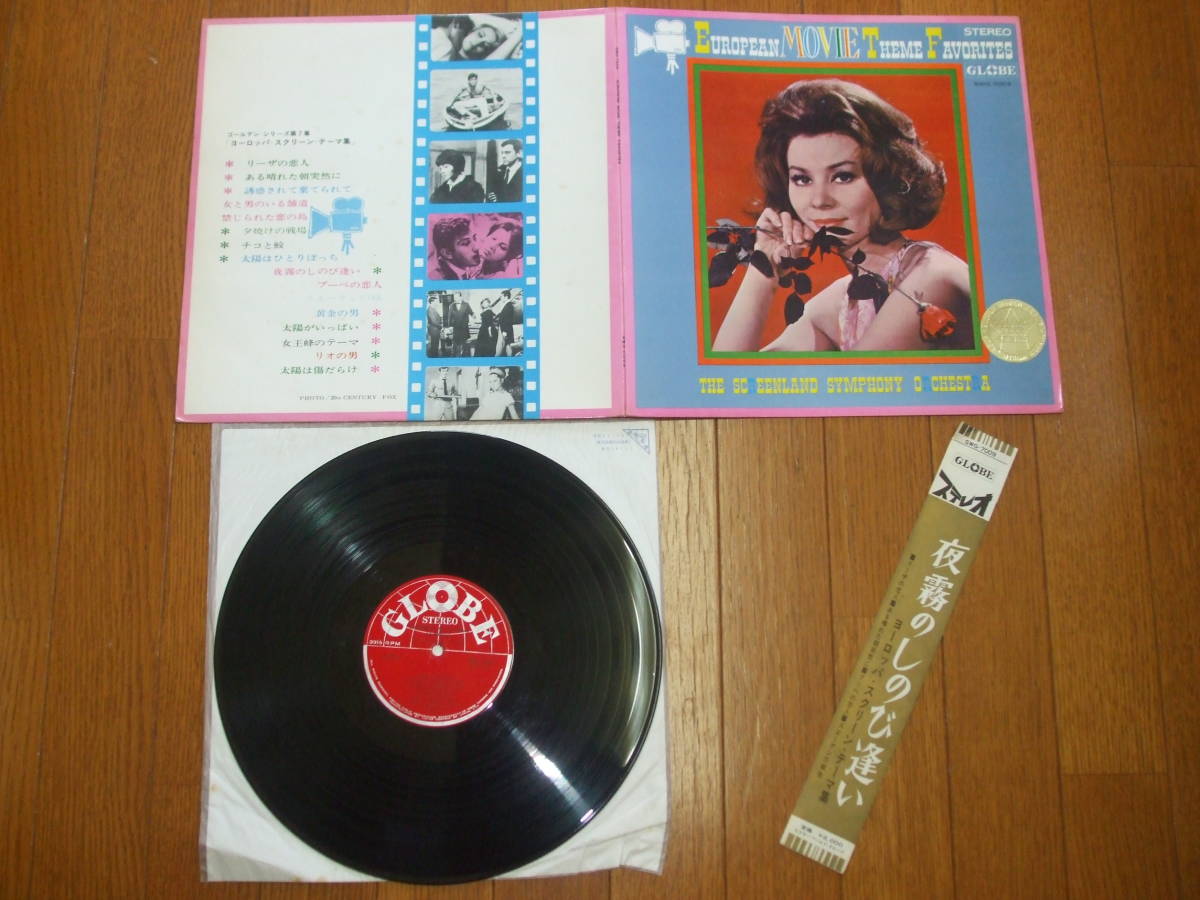 ゴールデン・シリーズ第7集
「ヨーロッパ・スクリーン・テーマ集」
* リーザの恋人
* ある晴れた朝突然に
* 誘惑されて棄てられて
女と男のいる舗道
禁じられた恋の島
* 夕焼けの戦場
* チコと鮫
* 太陽はひとりぼっち
夜霧のしのび逢い *
ブーベの恋人
黄金の男 *
太陽がいっぱい *
女王蜂のテーマ *
リオの男 *
太陽は傷だらけ *
PHOTO/20th CENTURY FOX
EUROPEAN MOVIE THEME FAVORITES
STEREO
GLOBE
THE SC EENLAND SYMPHONY O CHEST A
GLOBE
STEREO
33⅓ RPM
SMG-7009
GLOBE
ステレオ
夜霧のしのび逢い
ヨーロッパ・スクリーン・テーマ集
¥2,000